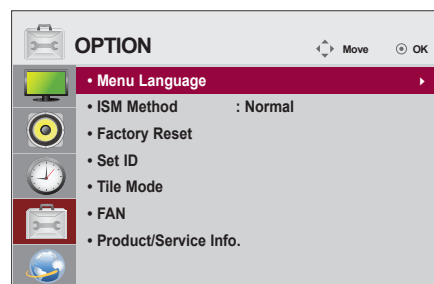 OPTION Move OK
• Menu Language
• ISM Method : Normal
• Factory Reset
• Set ID
• Tile Mode
• FAN
• Product/Service Info.